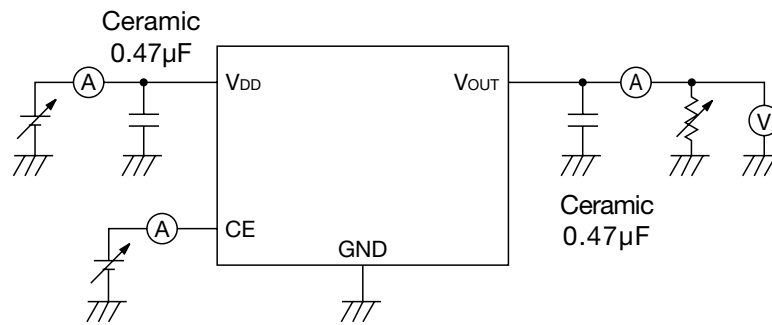 Ceramic
0.47µF
A
VDD
VOUT
A
V
A
CE
GND
Ceramic
0.47µF